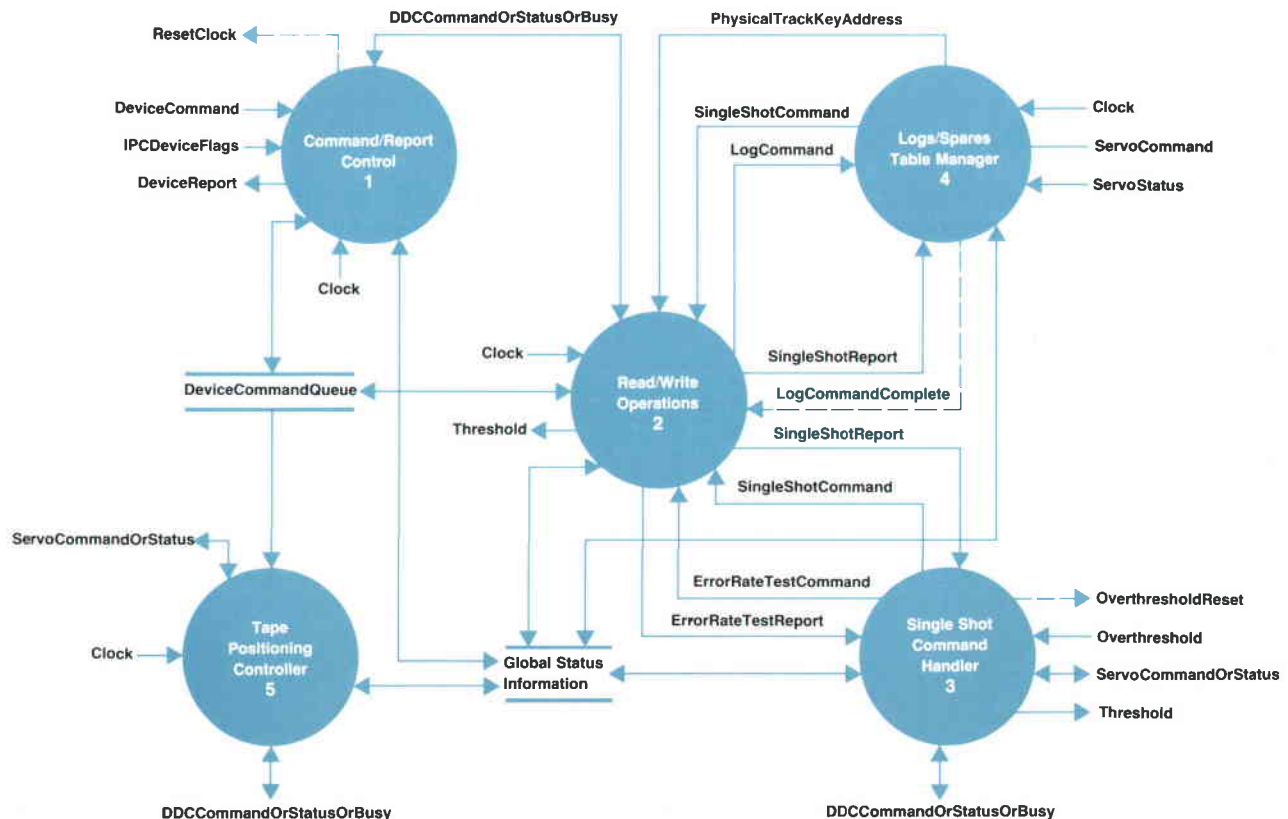 DDCCommandOrStatusOrBusy
PhysicalTrackKeyAddress
ResetClock
DeviceCommand
IPCDeviceFlags
DeviceReport
Command/Report
Control
1
Clock
SingleShotCommand
LogCommand
Logs/Spares
Table Manager
4
Clock
ServoCommand
ServoStatus
Clock
Read/Write
Operations
2
Threshold
SingleShotReport
LogCommandComplete
SingleShotReport
SingleShotCommand
DeviceCommandQueue
ServoCommandOrStatus
Clock
Tape
Positioning
Controller
5
ErrorRateTestCommand
ErrorRateTestReport
Global Status
Information
Single Shot
Command
Handler
3
OverthresholdReset
Overthreshold
ServoCommandOrStatus
Threshold
DDCCommandOrStatusOrBusy
DDCCommandOrStatusOrBusy